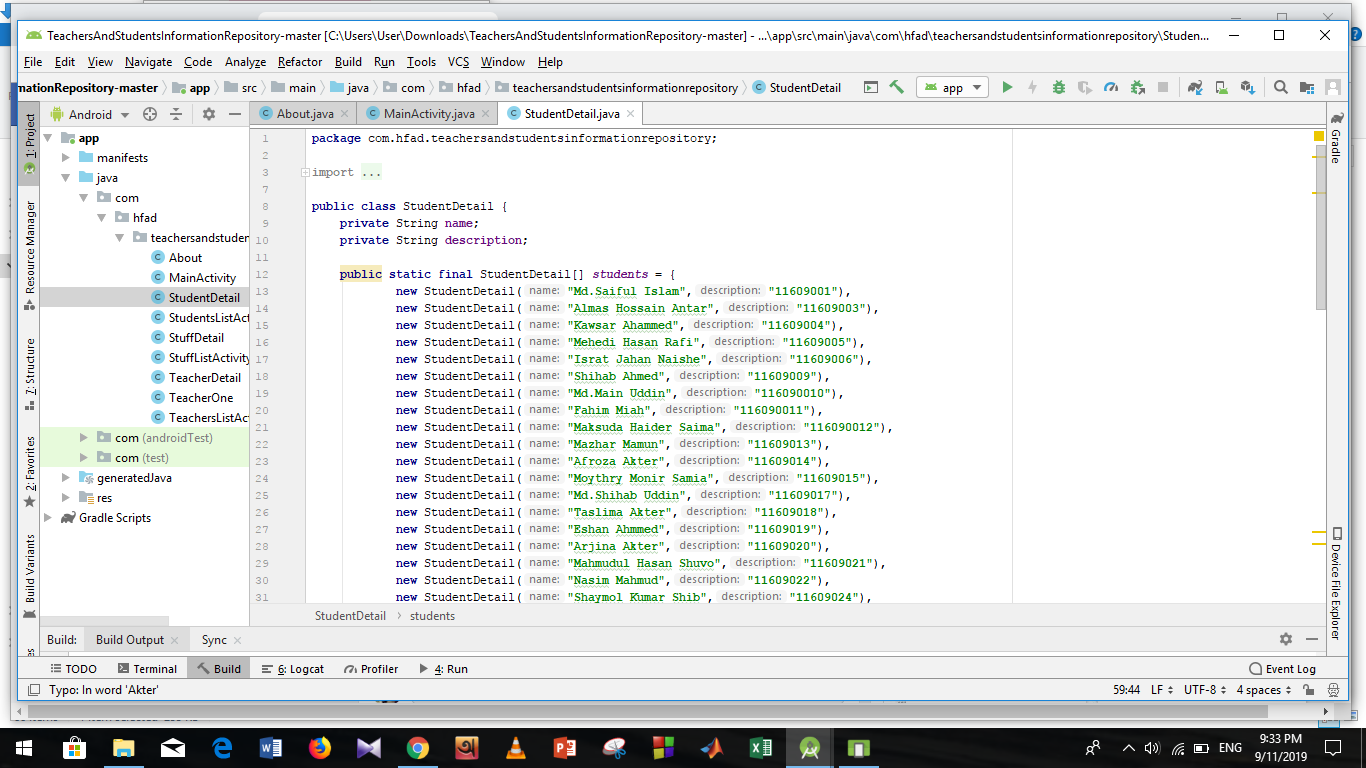 TeachersAndStudentsInformationRepository-master [C:\Users\User\Downloads\TeachersAndStudentsInformationRepository-master] - ...\app\src\main\java\com\hfad\teachersandstudentsinformationrepository\Studen...
File Edit View Navigate Code Analyze Refactor Build Run Tools VCS Window Help
mationRepository-master app src main java com hfad teachersandstudentsinformationrepository StudentDetail app
Android About.java MainActivity.java StudentDetail.java
1: Project
Resource Manager
7: Structure
2: Favorites
Build Variants
app
manifests
java
com
hfad
teachersandstuden
About
MainActivity
StudentDetail
StudentsListAct
StuffDetail
StuffListActivity
TeacherDetail
TeacherOne
TeachersListAct
com (androidTest)
com (test)
generatedJava
res
Gradle Scripts
1 package com.hfad.teachersandstudentsinformationrepository;
2
3 import ...
7
8 public class StudentDetail {
9 private String name;
10 private String description;
11
12 public static final StudentDetail[] students = {
13 new StudentDetail( name: "Md.Saiful Islam", description: "11609001"),
14 new StudentDetail( name: "Almas Hossain Antar", description: "11609003"),
15 new StudentDetail( name: "Kawsar Ahammed", description: "11609004"),
16 new StudentDetail( name: "Mehedi Hasan Rafi", description: "11609005"),
17 new StudentDetail( name: "Israt Jahan Naishe", description: "11609006"),
18 new StudentDetail( name: "Shihab Ahmed", description: "11609009"),
19 new StudentDetail( name: "Md.Main Uddin", description: "116090010"),
20 new StudentDetail( name: "Fahim Miah", description: "116090011"),
21 new StudentDetail( name: "Maksuda Haider Saima", description: "116090012"),
22 new StudentDetail( name: "Mazhar Mamun", description: "11609013"),
23 new StudentDetail( name: "Afroza Akter", description: "11609014"),
24 new StudentDetail( name: "Moythry Monir Samia", description: "11609015"),
25 new StudentDetail( name: "Md.Shihab Uddin", description: "11609017"),
26 new StudentDetail( name: "Taslima Akter", description: "11609018"),
27 new StudentDetail( name: "Eshan Ahmmed", description: "11609019"),
28 new StudentDetail( name: "Arjina Akter", description: "11609020"),
29 new StudentDetail( name: "Mahmudul Hasan Shuvo", description: "11609021"),
30 new StudentDetail( name: "Nasim Mahmud", description: "11609022"),
31 new StudentDetail( name: "Shaymol Kumar Shib", description: "11609024"),
Gradle
Device File Explorer
StudentDetail students
Build: Build Output Sync
TODO Terminal Build 6: Logcat Profiler 4: Run Event Log
Typo: In word 'Akter' 59:44 LF UTF-8 4 spaces
ENG
9:33 PM
9/11/2019